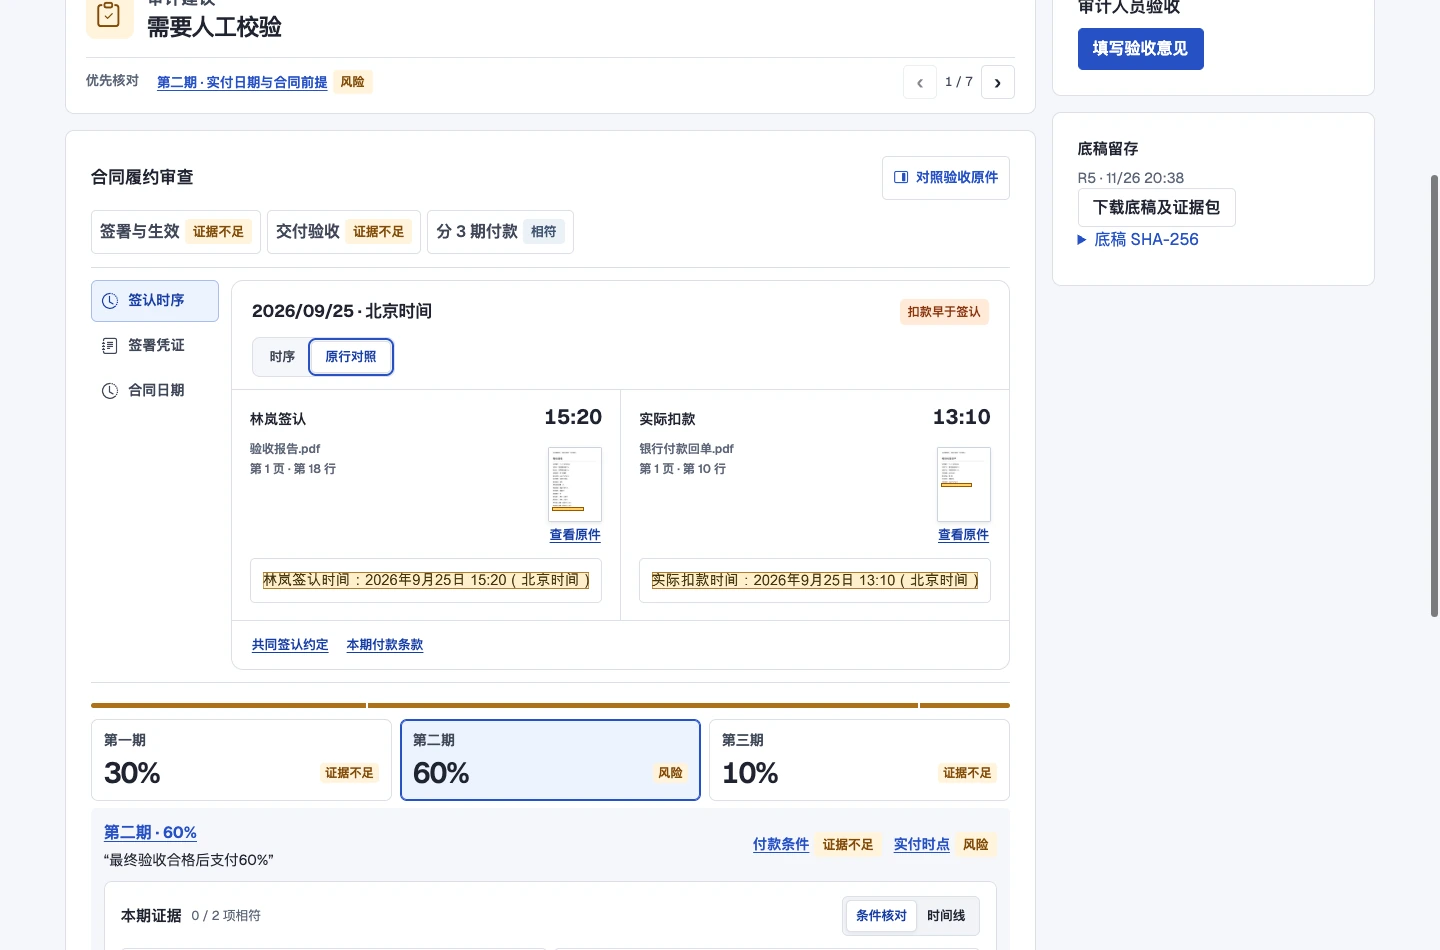 需要人工校验
优先核对 第二期 · 实付日期与合同前提 风险
‹ 1 / 7 ›
审计人员验收
填写验收意见
底稿留存
R5 · 11/26 20:38
下载底稿及证据包
▶ 底稿 SHA-256
合同履约审查
对照验收原件
签署与生效 证据不足
交付验收 证据不足
分 3 期付款 相符
签认时序
签署凭证
合同日期
2026/09/25 · 北京时间
扣款早于签认
时序
原行对照
林岚签认 15:20
验收报告.pdf
第 1 页 · 第 18 行
查看原件
林岚签认时间：2026年9月25日 15:20（北京时间）
实际扣款 13:10
银行付款回单.pdf
第 1 页 · 第 10 行
查看原件
实际扣款时间：2026年9月25日 13:10（北京时间）
共同签认约定 本期付款条款
第一期
30% 证据不足
第二期
60% 风险
第三期
10% 证据不足
第二期 · 60%
“最终验收合格后支付60%”
付款条件 证据不足 实付时点 风险
本期证据 0 / 2 项相符
条件核对 时间线